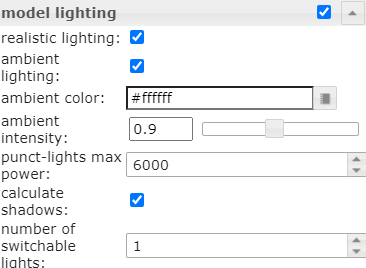 model lighting
realistic lighting:
ambient
lighting:
ambient color: #ffffff
ambient
intensity: 0.9
punct-lights max
power: 6000
calculate
shadows:
number of
switchable 1
lights: